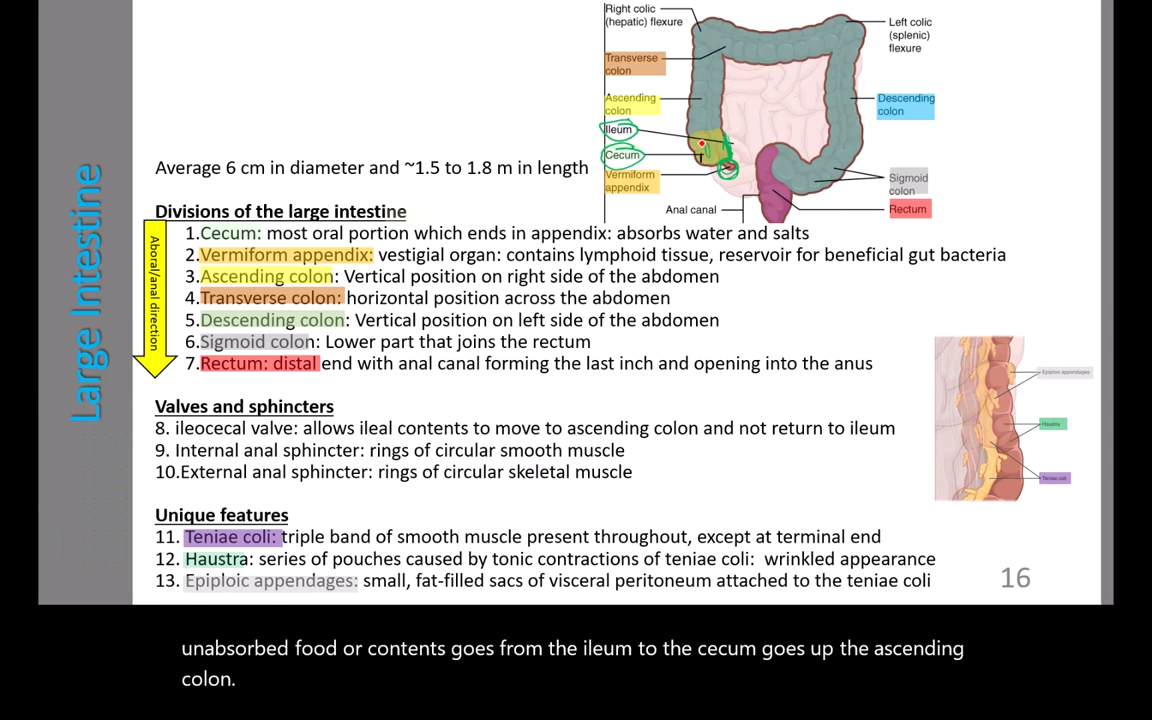 Large Intestine
Right colic
(hepatic) flexure
Transverse
colon
Ascending
colon
Ileum
Cecum
Vermiform
appendix
Anal canal
Left colic
(splenic)
flexure
Descending
colon
Sigmoid
colon
Rectum
Average 6 cm in diameter and ~1.5 to 1.8 m in length
Divisions of the large intestine
Aboral/anal direction
1.Cecum: most oral portion which ends in appendix: absorbs water and salts
2.Vermiform appendix: vestigial organ: contains lymphoid tissue, reservoir for beneficial gut bacteria
3.Ascending colon: Vertical position on right side of the abdomen
4.Transverse colon: horizontal position across the abdomen
5.Descending colon: Vertical position on left side of the abdomen
6.Sigmoid colon: Lower part that joins the rectum
7.Rectum: distal end with anal canal forming the last inch and opening into the anus
Valves and sphincters
8. ileocecal valve: allows ileal contents to move to ascending colon and not return to ileum
9. Internal anal sphincter: rings of circular smooth muscle
10.External anal sphincter: rings of circular skeletal muscle
Epiploic appendages
Haustra
Teniae coli
Unique features
11. Teniae coli: triple band of smooth muscle present throughout, except at terminal end
12. Haustra: series of pouches caused by tonic contractions of teniae coli: wrinkled appearance
13. Epiploic appendages: small, fat-filled sacs of visceral peritoneum attached to the teniae coli
16
unabsorbed food or contents goes from the ileum to the cecum goes up the ascending
colon.